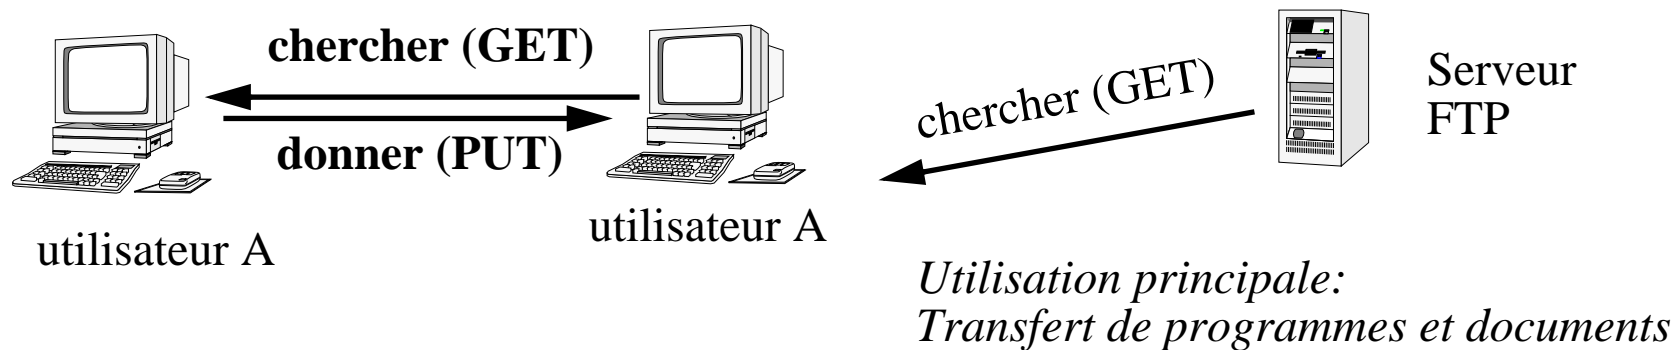 chercher (GET)
donner (PUT)
utilisateur A
utilisateur A
chercher (GET)
Serveur
FTP
Utilisation principale:
Transfert de programmes et documents